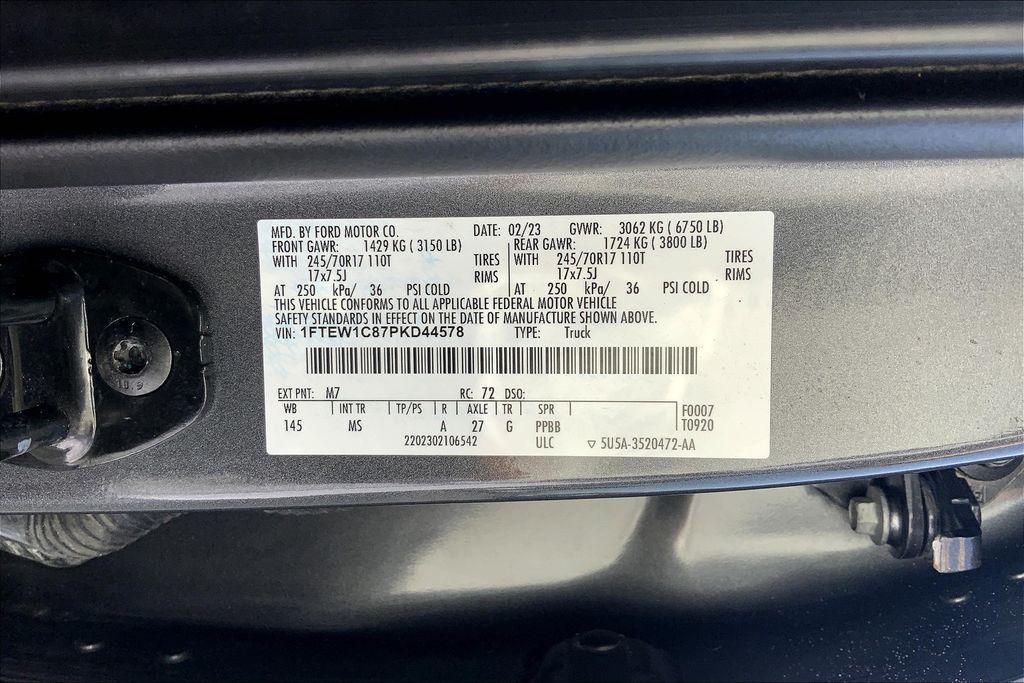 MFD. BY FORD MOTOR CO. DATE: 02/23 GVWR: 3062 KG ( 6750 LB)
FRONT GAWR: 1429 KG ( 3150 LB) REAR GAWR: 1724 KG ( 3800 LB)
WITH 245/70R17 110T TIRES WITH 245/70R17 110T TIRES
17x7.5J RIMS 17x7.5J RIMS
AT 250 kPa/ 36 PSI COLD AT 250 kPa/ 36 PSI COLD
THIS VEHICLE CONFORMS TO ALL APPLICABLE FEDERAL MOTOR VEHICLE
SAFETY STANDARDS IN EFFECT ON THE DATE OF MANUFACTURE SHOWN ABOVE.
VIN: 1FTEW1C87PKD44578 TYPE: Truck
EXT PNT: M7 RC: 72 DSO:
WB INT TR TP/PS R AXLE TR SPR F0007
145 MS A 27 G PPBB T0920
2202302106542 ULC ▽ 5U5A-3520472-AA
10.9